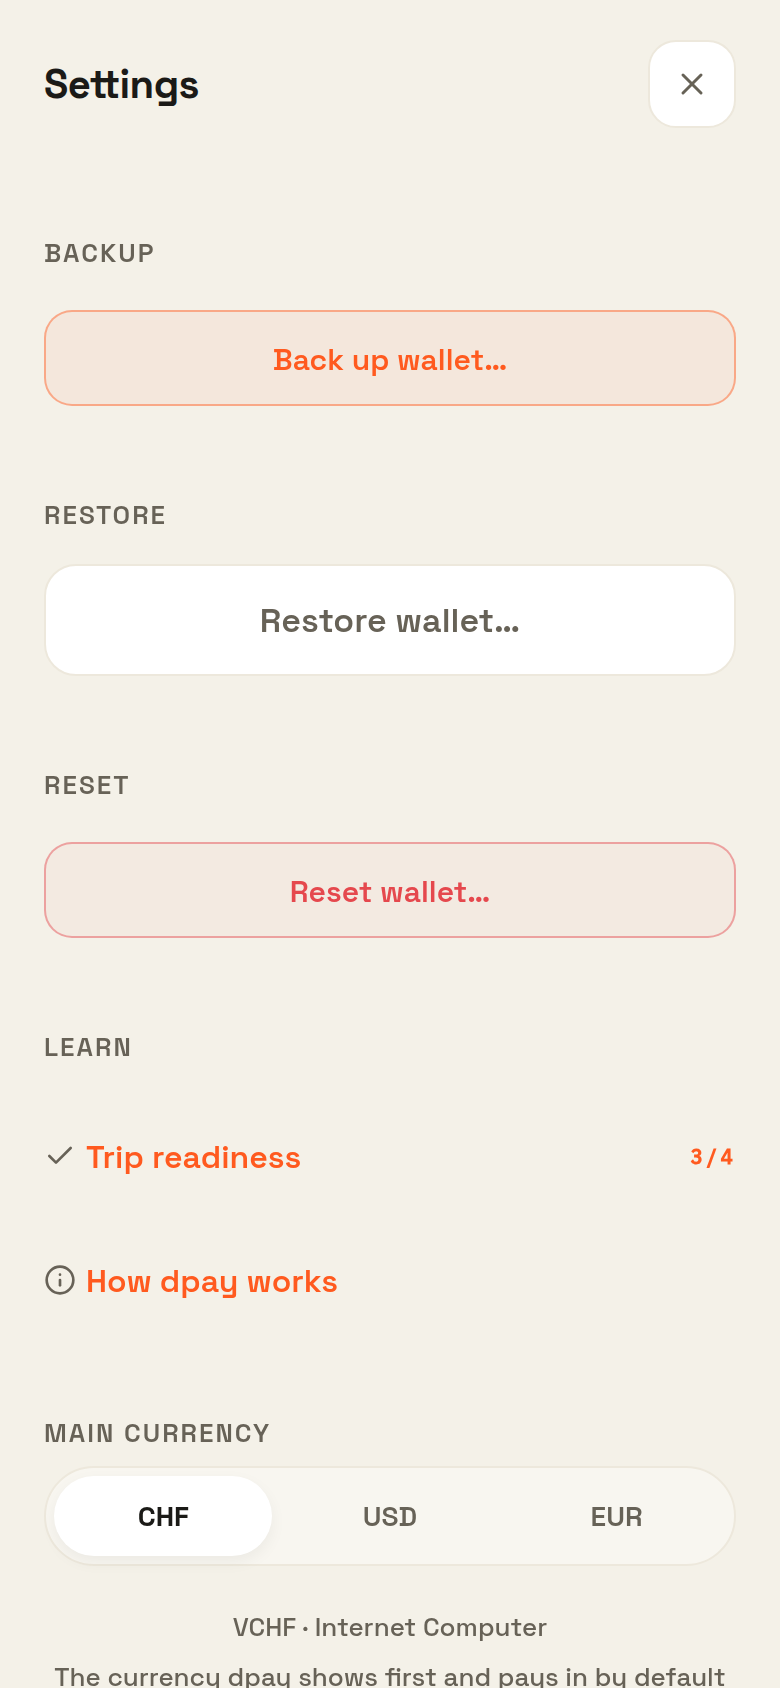 Settings
BACKUP
Back up wallet…
RESTORE
Restore wallet…
RESET
Reset wallet…
LEARN
Trip readiness 3/4
How dpay works
MAIN CURRENCY
CHF USD EUR
VCHF · Internet Computer
The currency dpay shows first and pays in by default